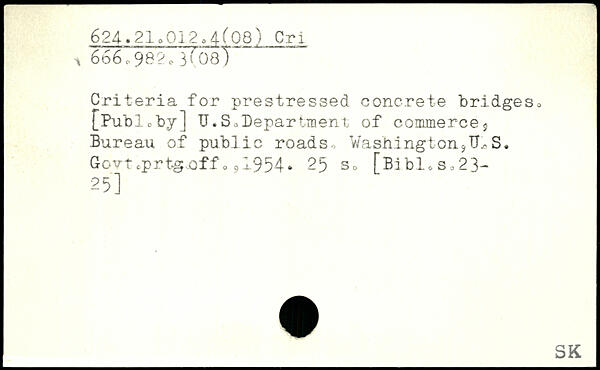 624.21.012.4(08) Cri
666.982.3(08)
Criteria for prestressed concrete bridges.
[Publ.by] U.S.Department of commerce,
Bureau of public roads. Washington,U.S.
Govt.prtg.off.,1954. 25 s. [Bibl.s.23-
25]
SK